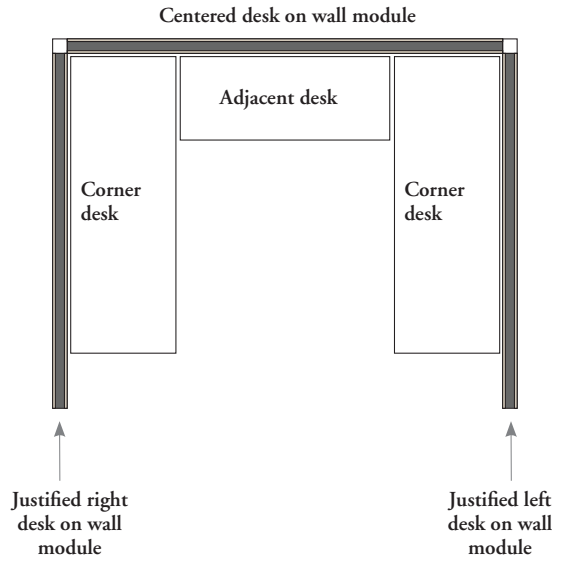 Centered desk on wall module
Adjacent desk
Corner
desk
Corner
desk
Justified right
desk on wall
module
Justified left
desk on wall
module